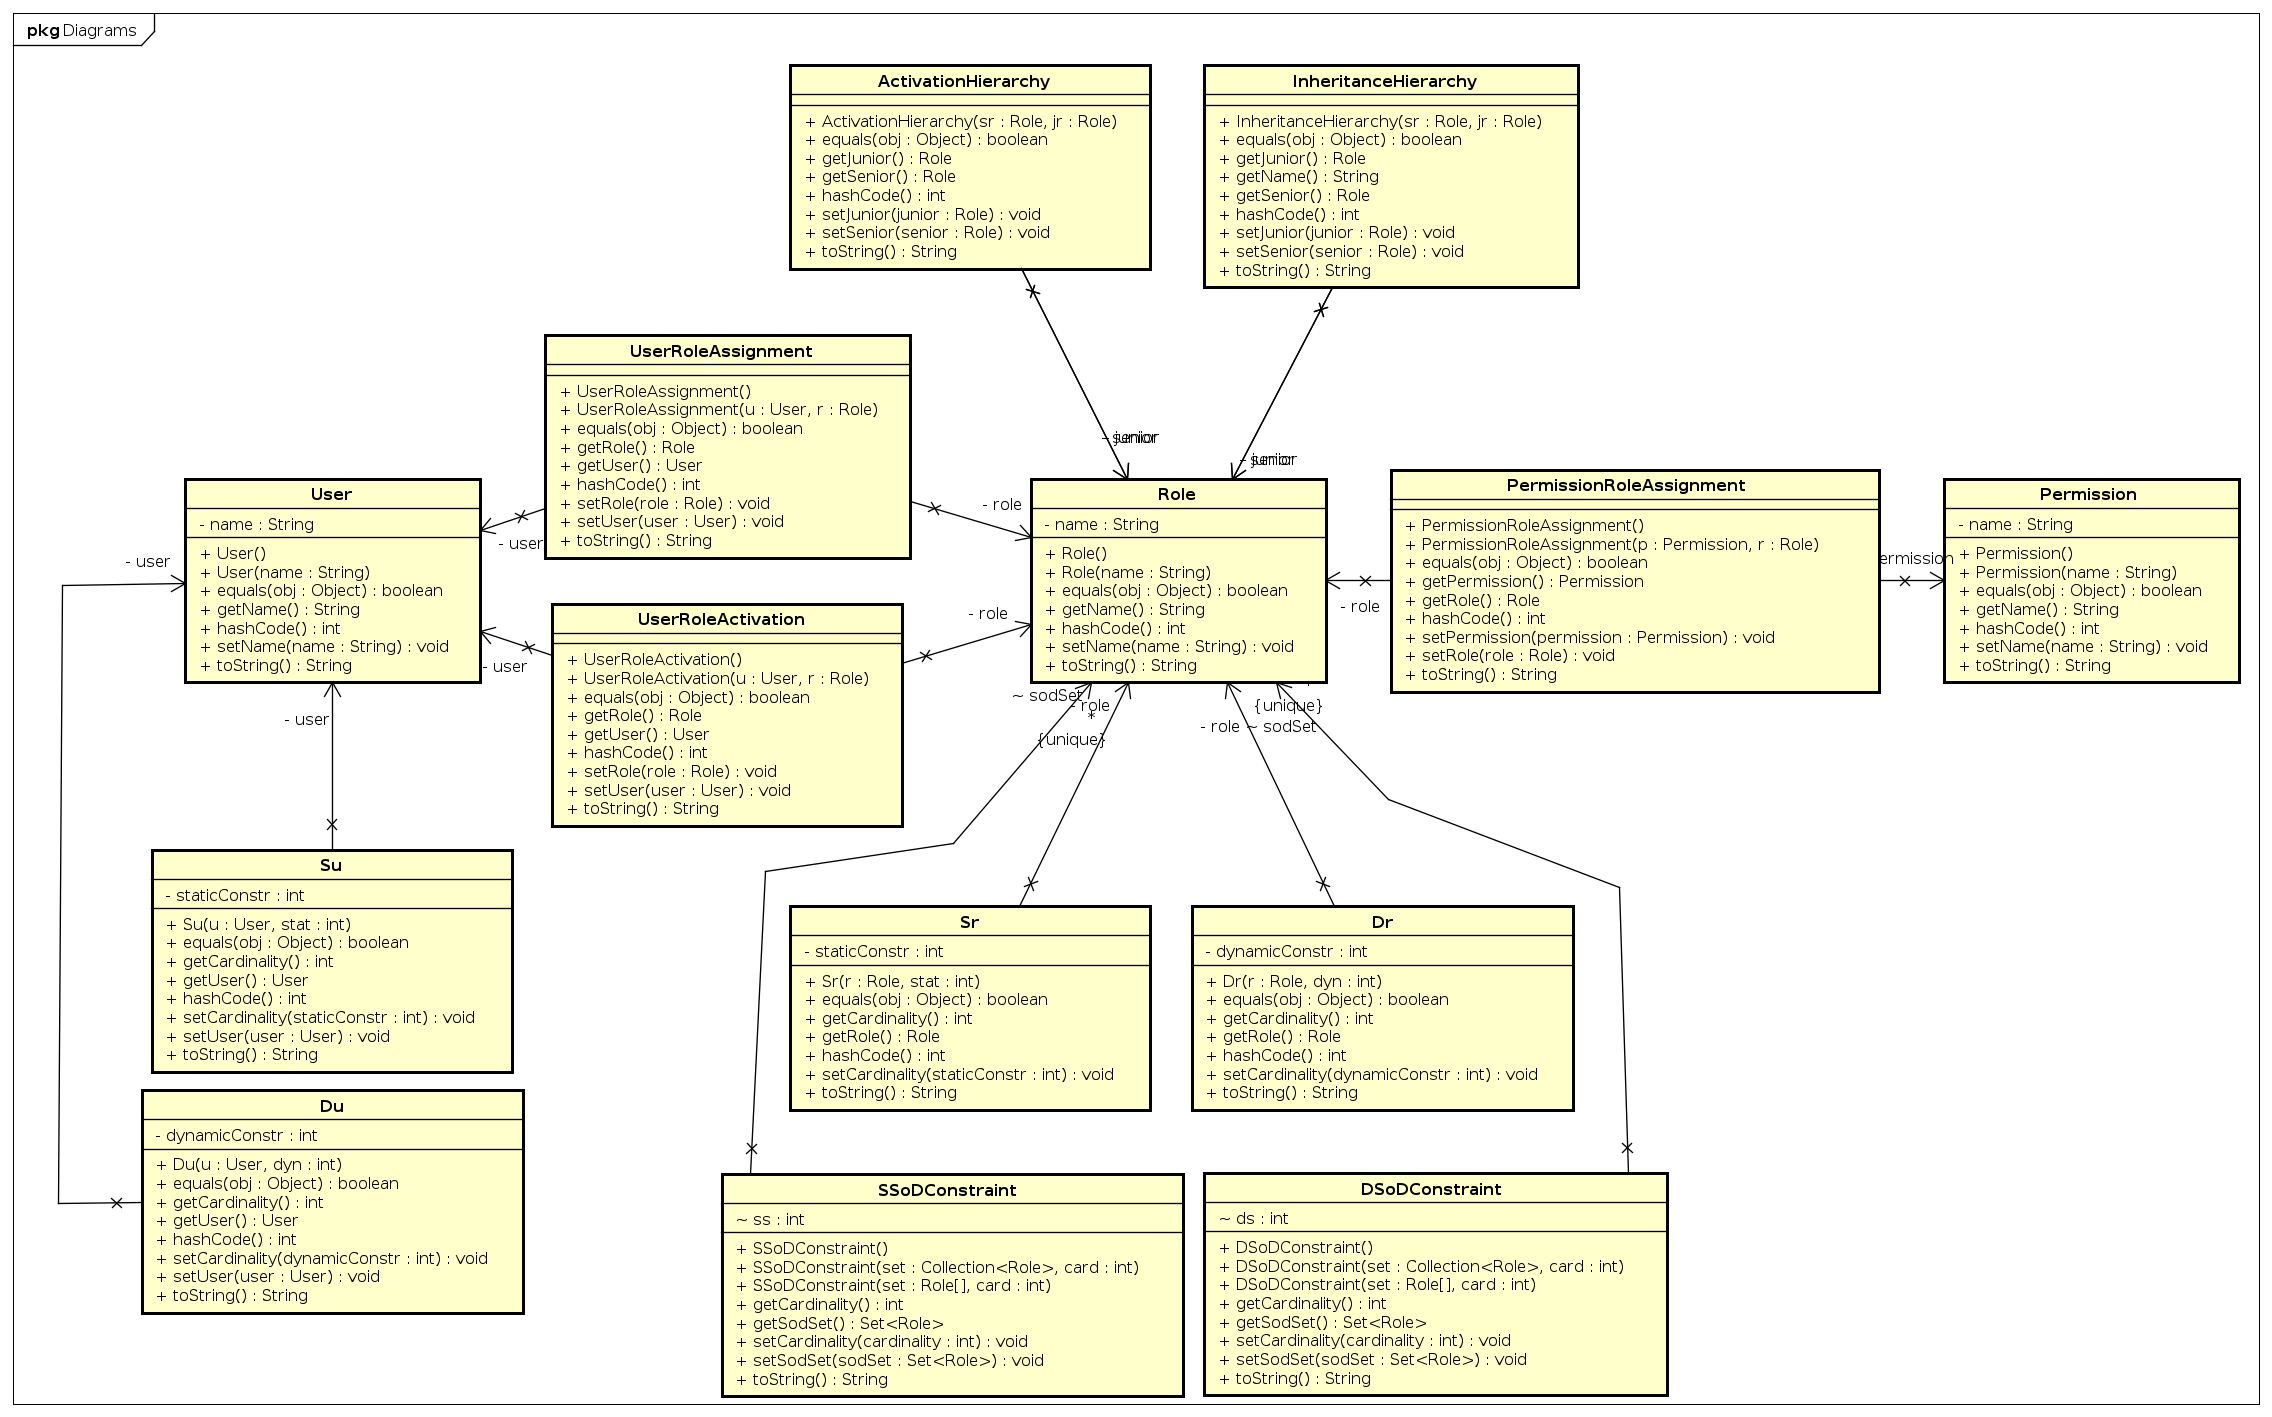 pkg Diagrams
ActivationHierarchy
+ ActivationHierarchy(sr : Role, jr : Role)
+ equals(obj : Object) : boolean
+ getJunior() : Role
+ getSenior() : Role
+ hashCode() : int
+ setJunior(junior : Role) : void
+ setSenior(senior : Role) : void
+ toString() : String
InheritanceHierarchy
+ InheritanceHierarchy(sr : Role, jr : Role)
+ equals(obj : Object) : boolean
+ getJunior() : Role
+ getName() : String
+ getSenior() : Role
+ hashCode() : int
+ setJunior(junior : Role) : void
+ setSenior(senior : Role) : void
+ toString() : String
UserRoleAssignment
+ UserRoleAssignment()
+ UserRoleAssignment(u : User, r : Role)
+ equals(obj : Object) : boolean
+ getRole() : Role
+ getUser() : User
+ hashCode() : int
+ setRole(role : Role) : void
+ setUser(user : User) : void
+ toString() : String
- user
- role
User
- name : String
+ User()
+ User(name : String)
+ equals(obj : Object) : boolean
+ getName() : String
+ hashCode() : int
+ setName(name : String) : void
+ toString() : String
- user
Role
- name : String
+ Role()
+ Role(name : String)
+ equals(obj : Object) : boolean
+ getName() : String
+ hashCode() : int
+ setName(name : String) : void
+ toString() : String
PermissionRoleAssignment
+ PermissionRoleAssignment()
+ PermissionRoleAssignment(p : Permission, r : Role)
+ equals(obj : Object) : boolean
+ getPermission() : Permission
+ getRole() : Role
+ hashCode() : int
+ setPermission(permission : Permission) : void
+ setRole(role : Role) : void
+ toString() : String
- role
ermission
Permission
- name : String
+ Permission()
+ Permission(name : String)
+ equals(obj : Object) : boolean
+ getName() : String
+ hashCode() : int
+ setName(name : String) : void
+ toString() : String
UserRoleActivation
+ UserRoleActivation()
+ UserRoleActivation(u : User, r : Role)
+ equals(obj : Object) : boolean
+ getRole() : Role
+ getUser() : User
+ hashCode() : int
+ setRole(role : Role) : void
+ setUser(user : User) : void
+ toString() : String
- user
- role
~ sodSet
- role
*
{unique}
{unique}
- role
~ sodSet
- user
Su
- staticConstr : int
+ Su(u : User, stat : int)
+ equals(obj : Object) : boolean
+ getCardinality() : int
+ getUser() : User
+ hashCode() : int
+ setCardinality(staticConstr : int) : void
+ setUser(user : User) : void
+ toString() : String
Sr
- staticConstr : int
+ Sr(r : Role, stat : int)
+ equals(obj : Object) : boolean
+ getCardinality() : int
+ getRole() : Role
+ hashCode() : int
+ setCardinality(staticConstr : int) : void
+ toString() : String
Dr
- dynamicConstr : int
+ Dr(r : Role, dyn : int)
+ equals(obj : Object) : boolean
+ getCardinality() : int
+ getRole() : Role
+ hashCode() : int
+ setCardinality(dynamicConstr : int) : void
+ toString() : String
Du
- dynamicConstr : int
+ Du(u : User, dyn : int)
+ equals(obj : Object) : boolean
+ getCardinality() : int
+ getUser() : User
+ hashCode() : int
+ setCardinality(dynamicConstr : int) : void
+ setUser(user : User) : void
+ toString() : String
SSoDConstraint
~ ss : int
+ SSoDConstraint()
+ SSoDConstraint(set : Collection<Role>, card : int)
+ SSoDConstraint(set : Role[], card : int)
+ getCardinality() : int
+ getSodSet() : Set<Role>
+ setCardinality(cardinality : int) : void
+ setSodSet(sodSet : Set<Role>) : void
+ toString() : String
DSoDConstraint
~ ds : int
+ DSoDConstraint()
+ DSoDConstraint(set : Collection<Role>, card : int)
+ DSoDConstraint(set : Role[], card : int)
+ getCardinality() : int
+ getSodSet() : Set<Role>
+ setCardinality(cardinality : int) : void
+ setSodSet(sodSet : Set<Role>) : void
+ toString() : String